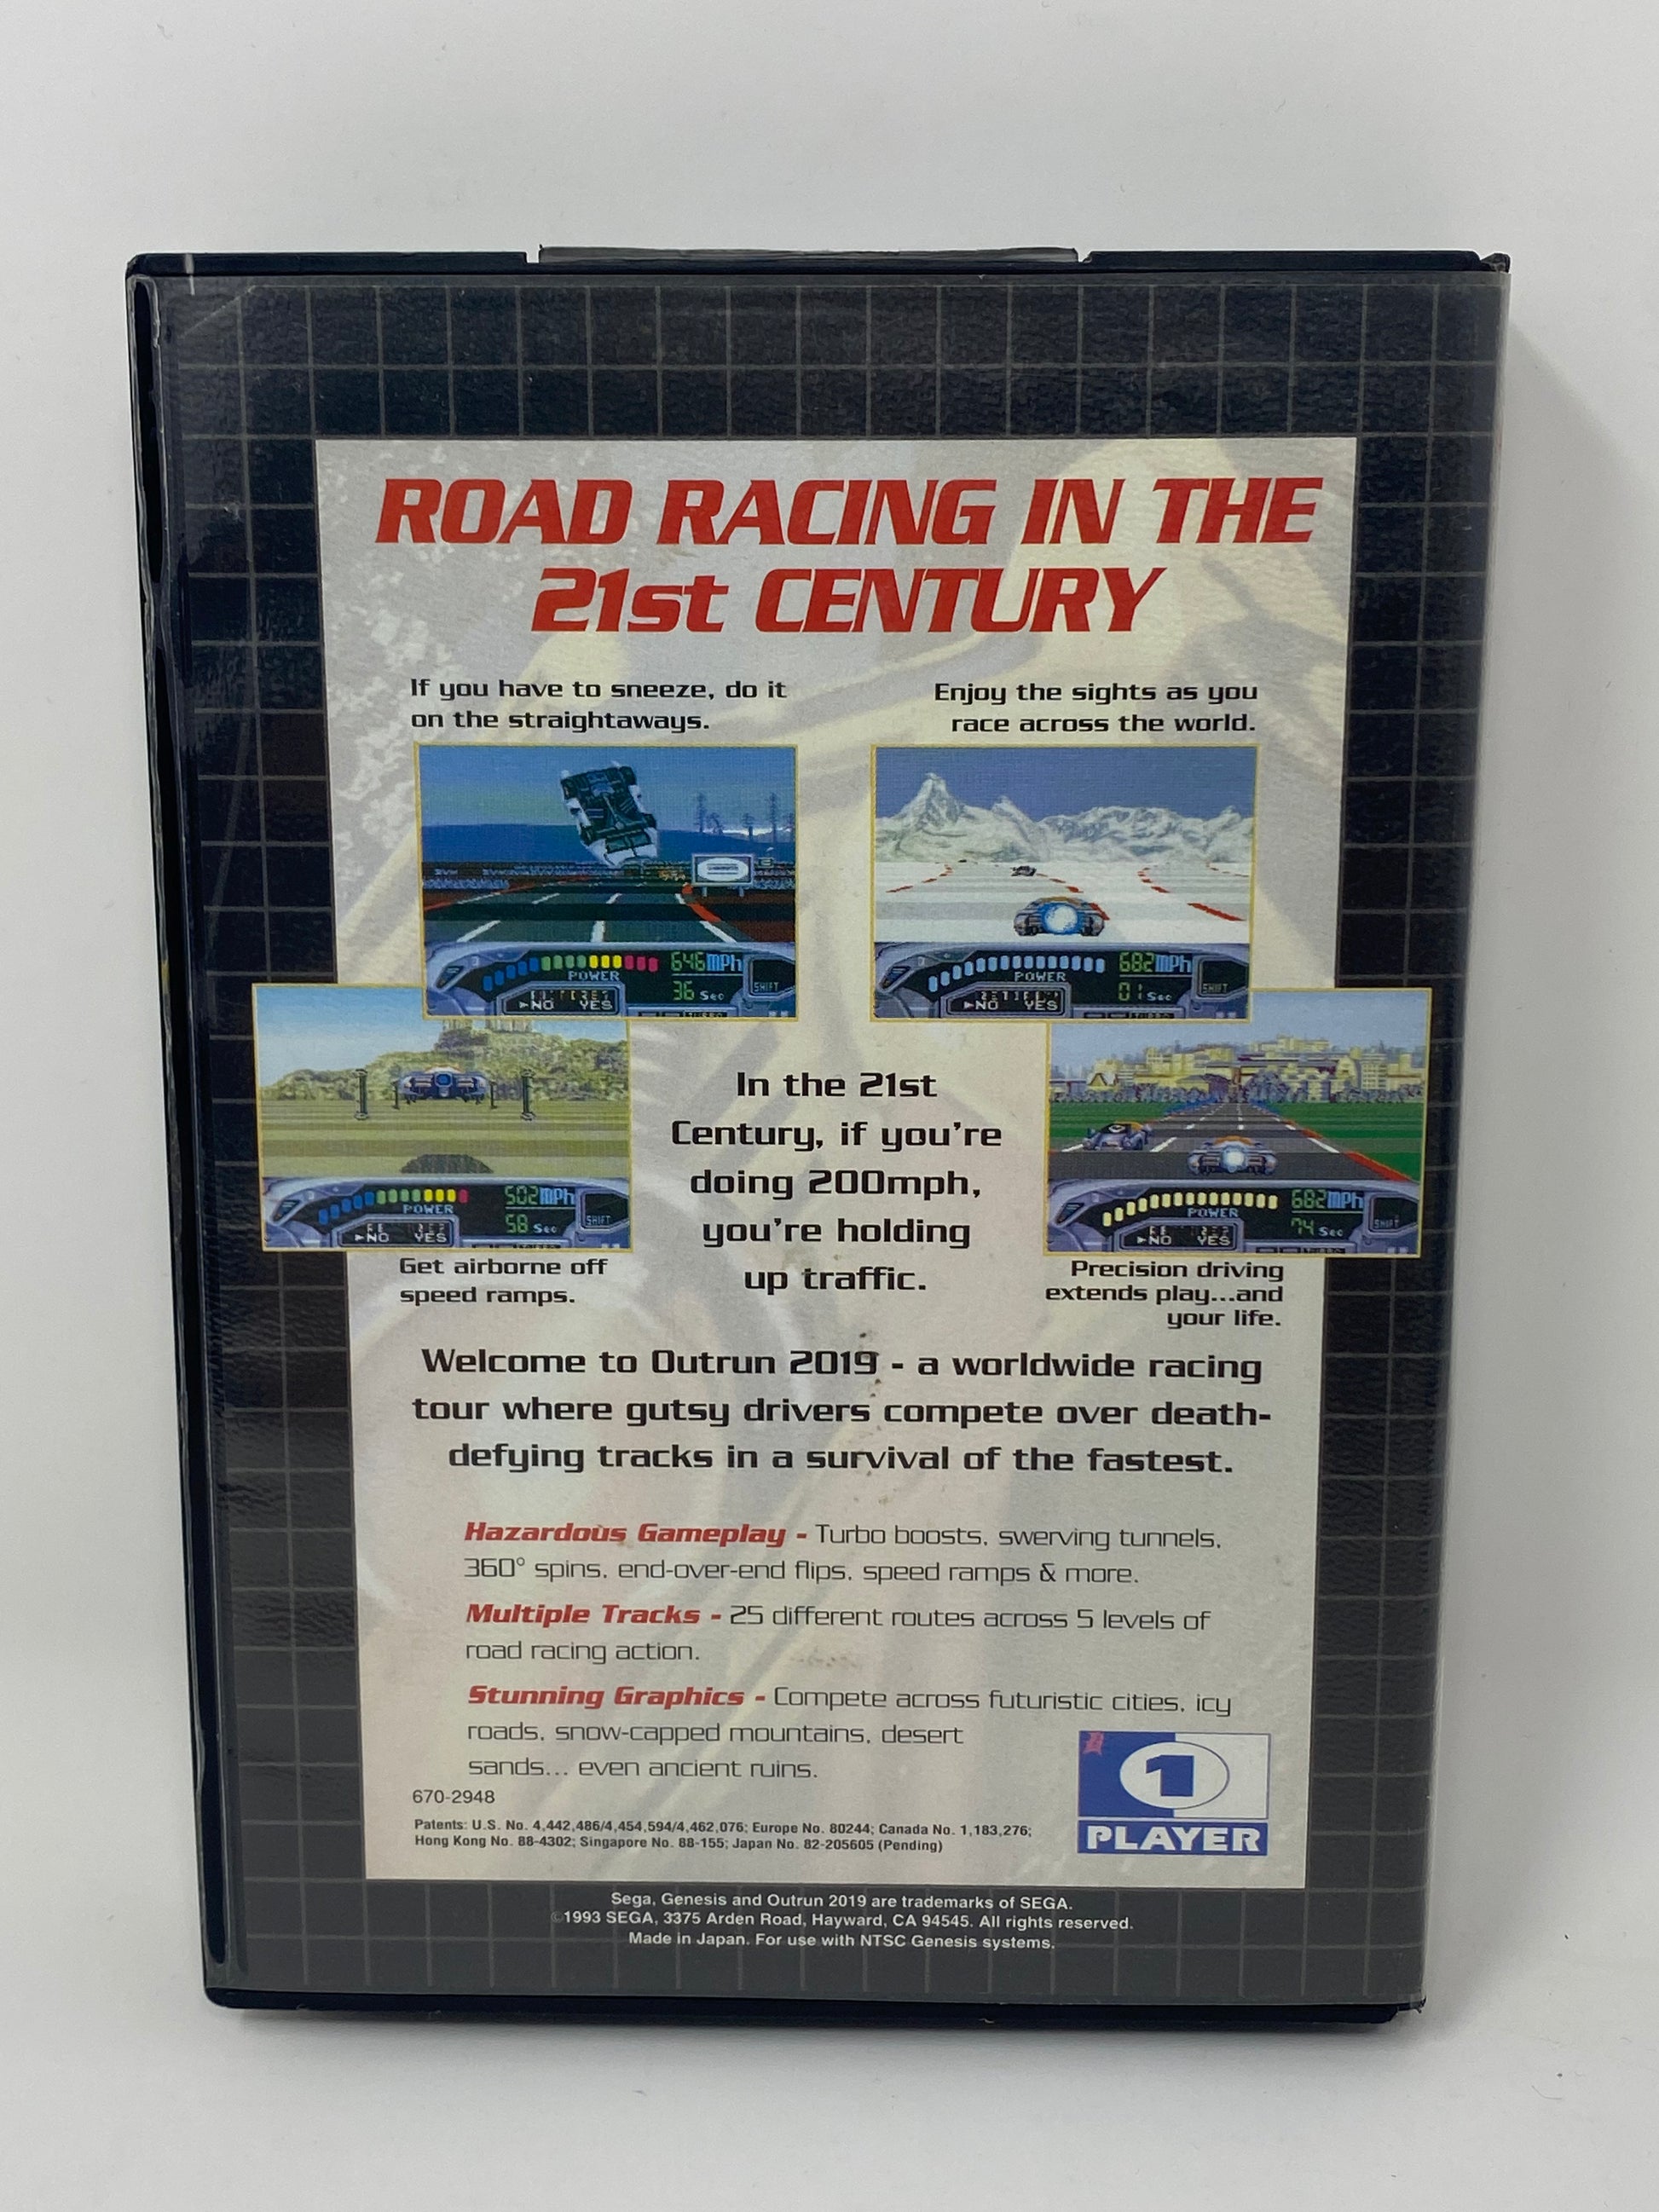 ROAD RACING IN THE
21st CENTURY
If you have to sneeze, do it
on the straightaways.
Enjoy the sights as you
race across the world.
POWER
646MPh
36 Sec
SHIFT
►NO YES
POWER
682MPh
01 Sec
SHIFT
►NO YES
TURBO
POWER
502MPh
58 Sec
SHIFT
►NO YES
Get airborne off
speed ramps.
In the 21st
Century, if you're
doing 200mph,
you're holding
up traffic.
POWER
682MPh
74 Sec
SHIFT
►NO YES
Precision driving
extends play...and
your life.
Welcome to Outrun 2019 - a worldwide racing
tour where gutsy drivers compete over death-
defying tracks in a survival of the fastest.
Hazardous Gameplay - Turbo boosts, swerving tunnels,
360° spins, end-over-end flips, speed ramps & more.
Multiple Tracks - 25 different routes across 5 levels of
road racing action.
Stunning Graphics - Compete across futuristic cities, icy
roads, snow-capped mountains, desert
sands... even ancient ruins.
670-2948
Patents: U.S. No. 4,442,486/4,454,594/4,462,076; Europe No. 80244; Canada No. 1,183,276;
Hong Kong No. 88-4302; Singapore No. 88-155; Japan No. 82-205605 (Pending)
1
PLAYER
Sega, Genesis and Outrun 2019 are trademarks of SEGA.
©1993 SEGA, 3375 Arden Road, Hayward, CA 94545. All rights reserved.
Made in Japan. For use with NTSC Genesis systems.